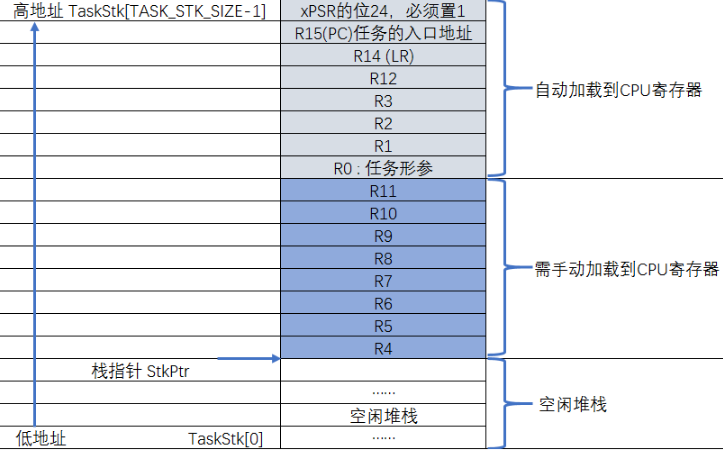 高地址 TaskStk[TASK_STK_SIZE-1]
xPSR的位24，必须置1
R15(PC)任务的入口地址
R14 (LR)
R12
R3
R2
R1
R0 : 任务形参
自动加载到CPU寄存器
R11
R10
R9
R8
R7
R6
R5
R4
需手动加载到CPU寄存器
栈指针 StkPtr
......
空闲堆栈
......
空闲堆栈
低地址 TaskStk[0]